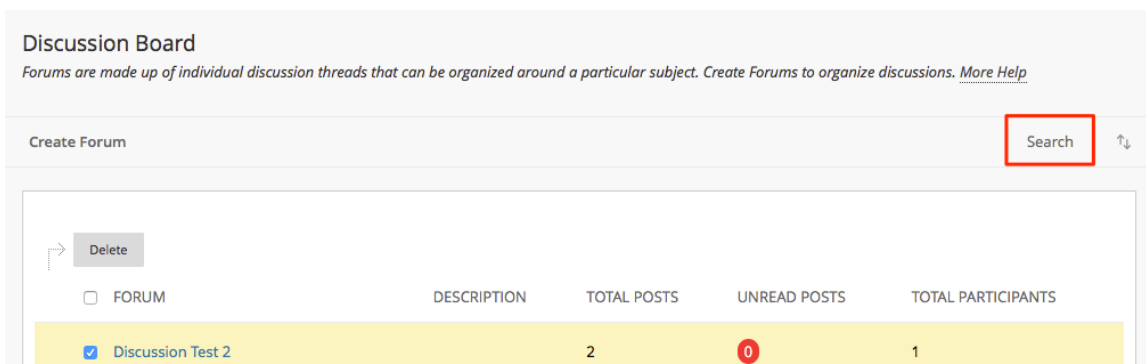 Discussion Board
Forums are made up of individual discussion threads that can be organized around a particular subject. Create Forums to organize discussions. More Help
Create Forum Search
Delete
FORUM DESCRIPTION TOTAL POSTS UNREAD POSTS TOTAL PARTICIPANTS
Discussion Test 2 2 0 1